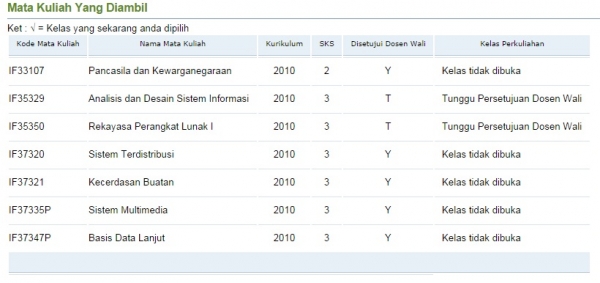 Mata Kuliah Yang Diambil
Ket : √ = Kelas yang sekarang anda dipilih
Kode Mata Kuliah Nama Mata Kuliah Kurikulum SKS Disetujui Dosen Wali Kelas Perkuliahan
IF33107 Pancasila dan Kewarganegaraan 2010 2 Y Kelas tidak dibuka
IF35329 Analisis dan Desain Sistem Informasi 2010 3 T Tunggu Persetujuan Dosen Wali
IF35350 Rekayasa Perangkat Lunak I 2010 3 T Tunggu Persetujuan Dosen Wali
IF37320 Sistem Terdistribusi 2010 3 Y Kelas tidak dibuka
IF37321 Kecerdasan Buatan 2010 3 Y Kelas tidak dibuka
IF37335P Sistem Multimedia 2010 3 Y Kelas tidak dibuka
IF37347P Basis Data Lanjut 2010 3 Y Kelas tidak dibuka